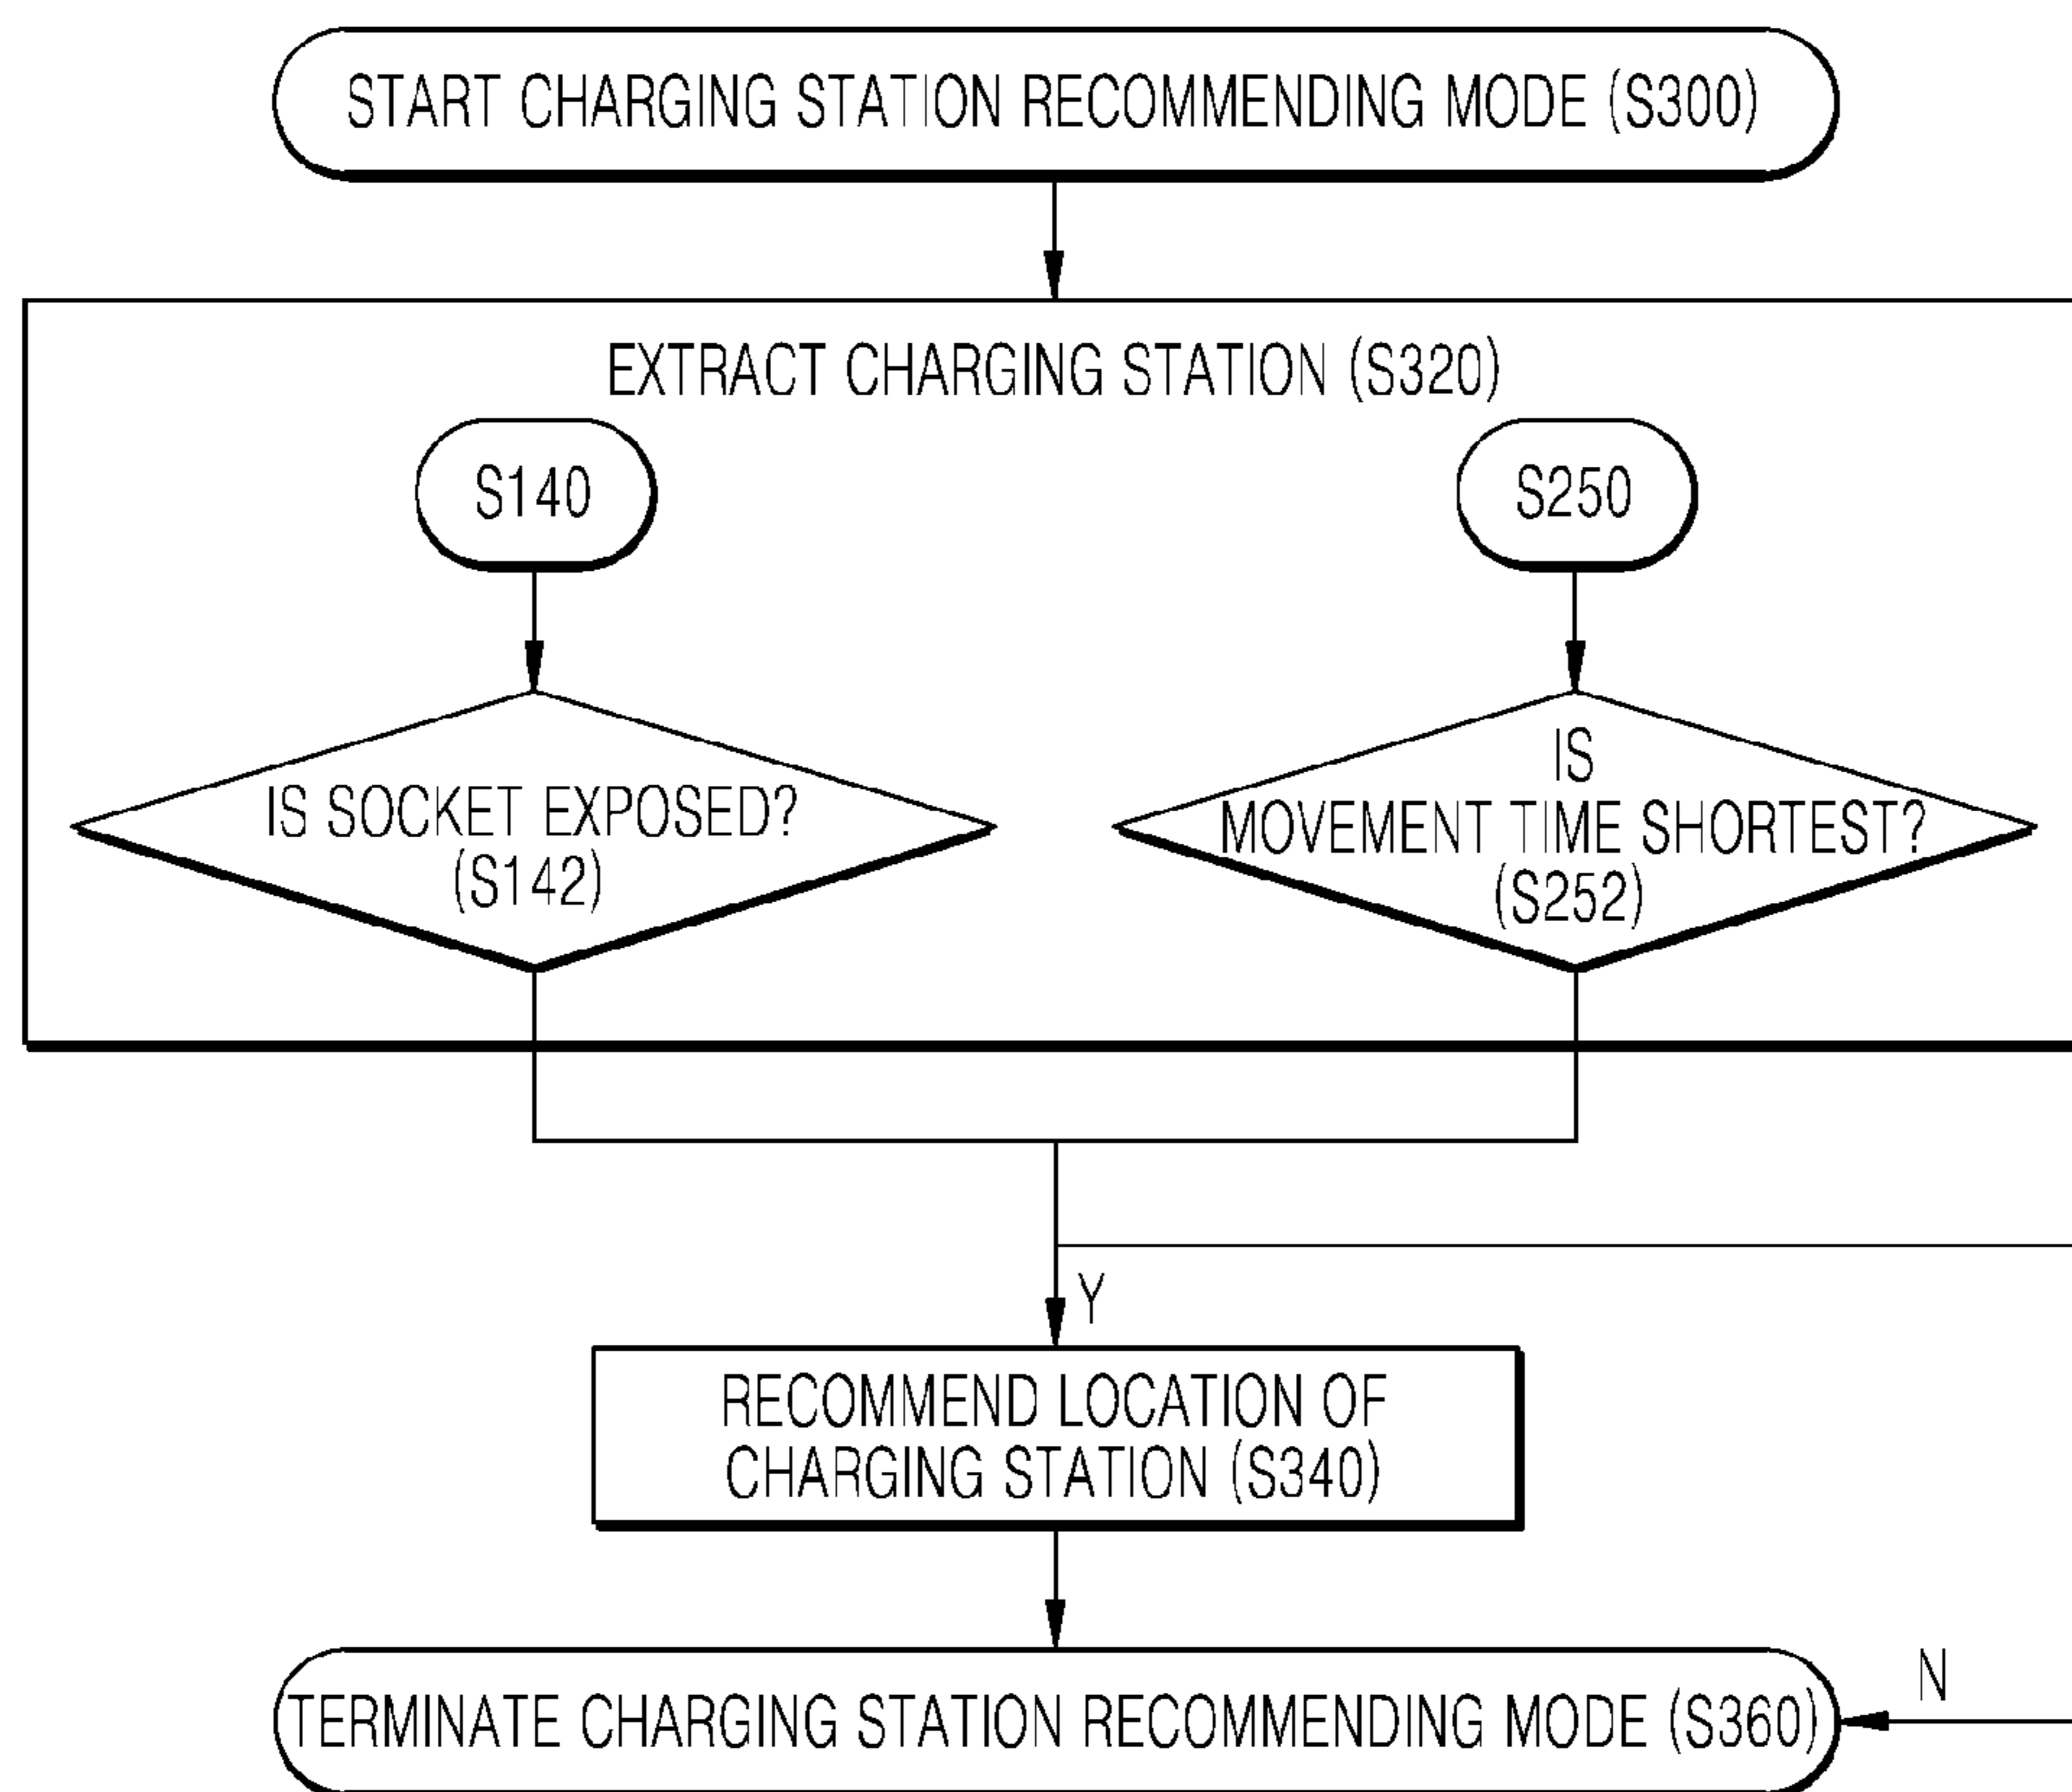 START CHARGING STATION RECOMMENDING MODE (S300)
EXTRACT CHARGING STATION (S320)
S140
S250
IS SOCKET EXPOSED?
(S142)
IS
MOVEMENT TIME SHORTEST?
(S252)
Y
RECOMMEND LOCATION OF
CHARGING STATION (S340)
N
TERMINATE CHARGING STATION RECOMMENDING MODE (S360)